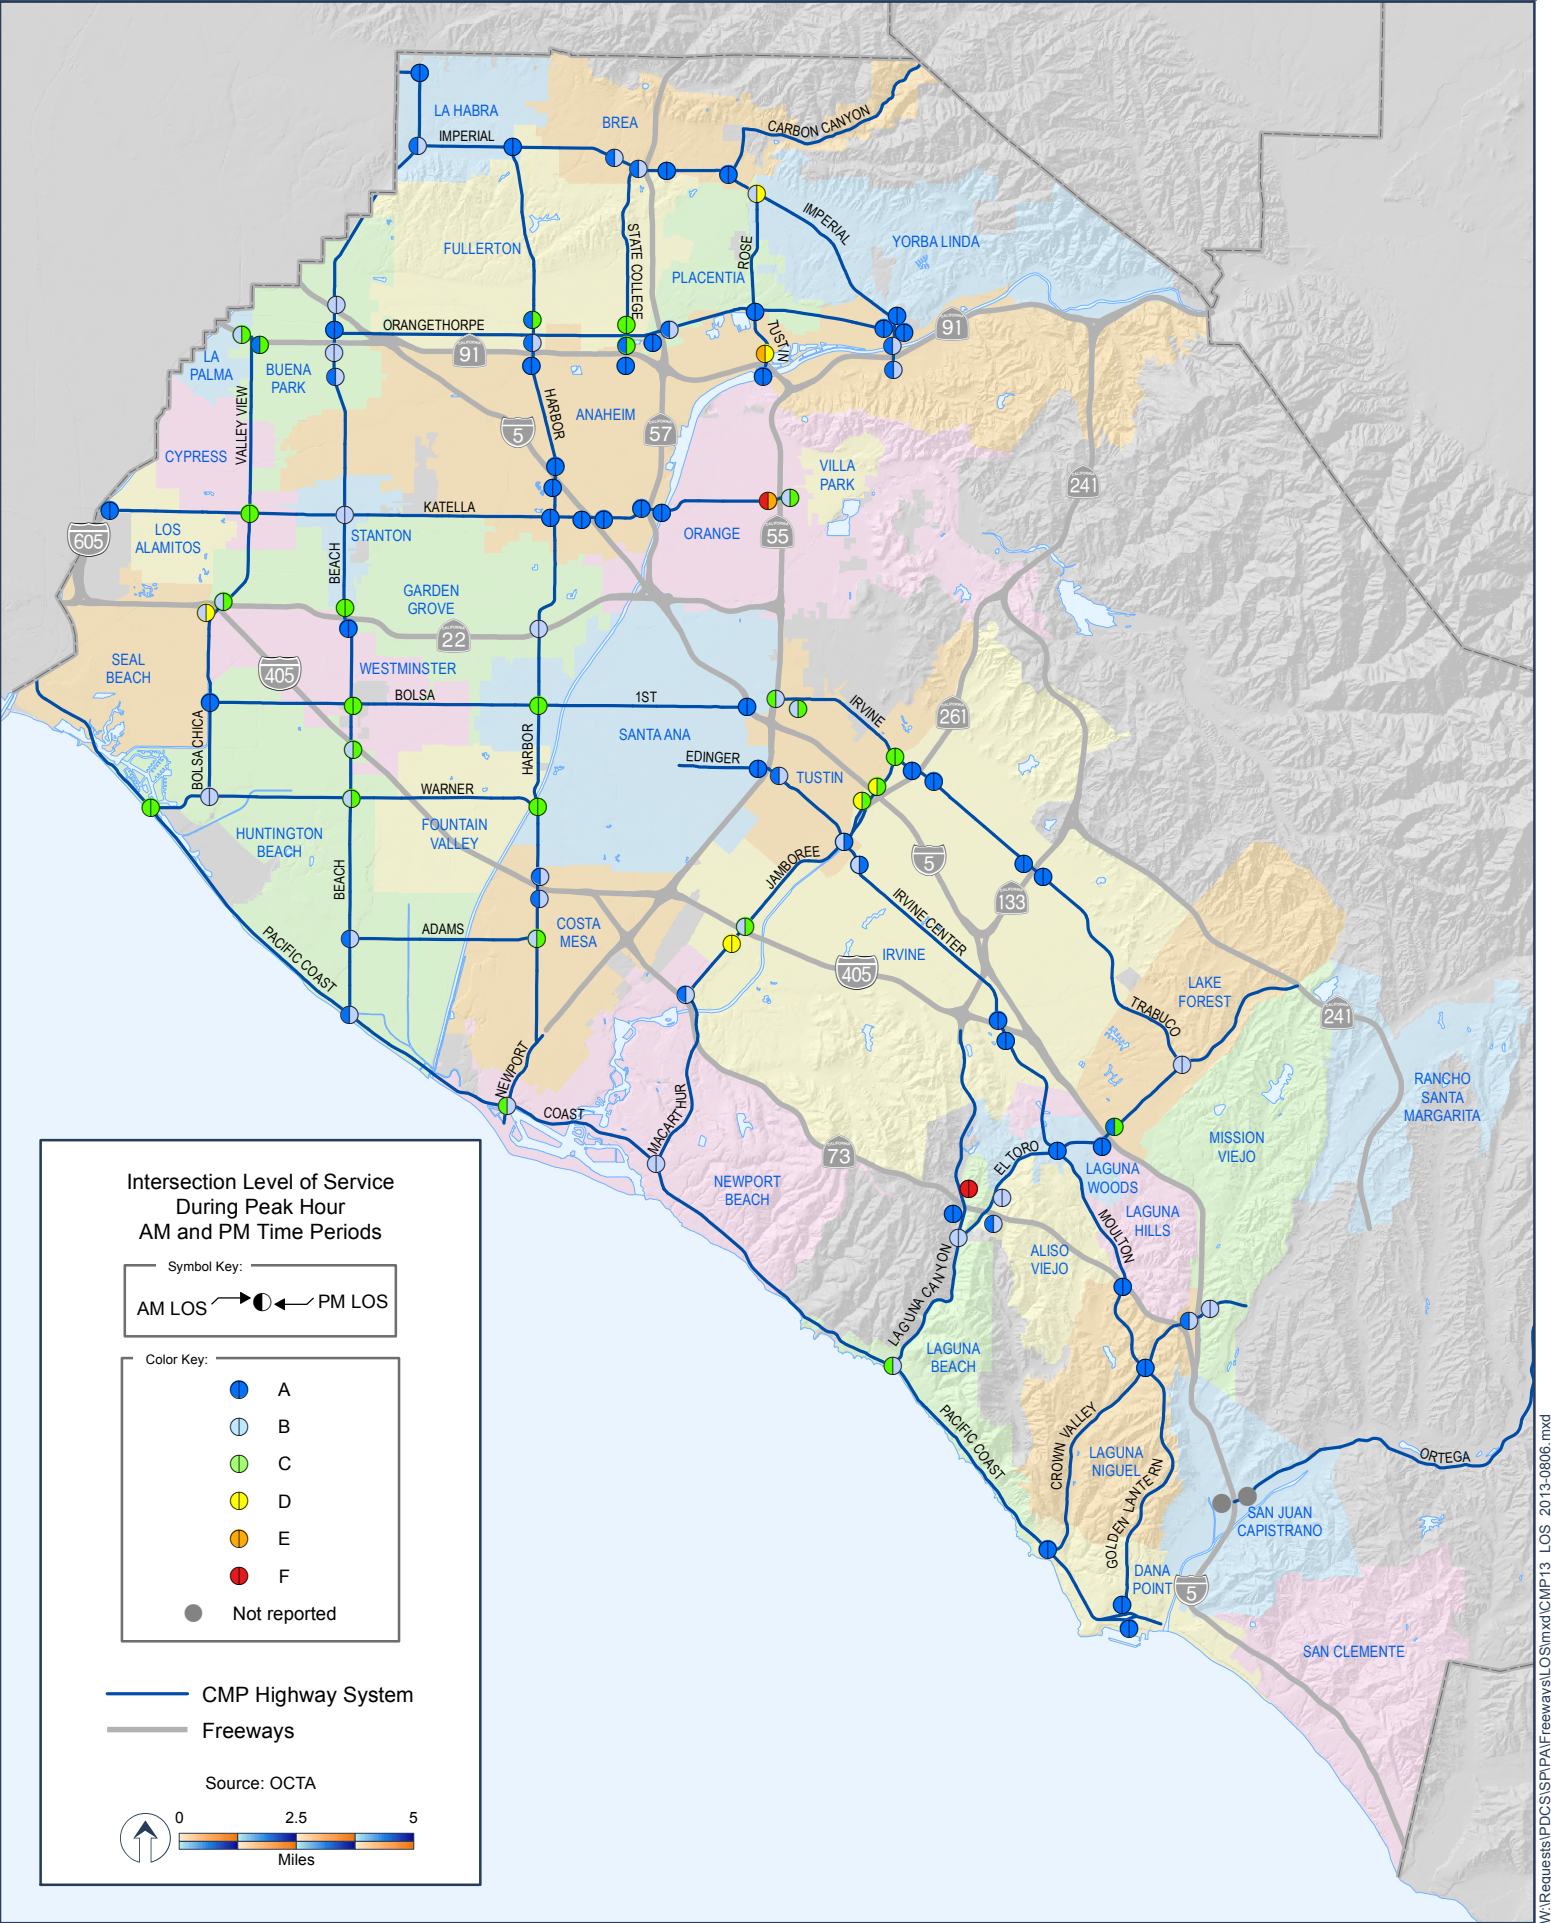 LA HABRA
IMPERIAL
BREA
CARBON CANYON
IMPERIAL
YORBA LINDA
FULLERTON
STATE COLLEGE
ROSE
PLACENTIA
ORANGETHORPE
91
TUSTIN
91
LA
PALMA
BUENA
PARK
VALLEY VIEW
HARBOR
ANAHEIM
5
57
CYPRESS
VILLA
PARK
241
KATELLA
LOS
ALAMITOS
STANTON
ORANGE
55
605
BEACH
GARDEN
GROVE
22
SEAL
BEACH
405
WESTMINSTER
BOLSA
1ST
IRVINE
261
BOLSA CHICA
HARBOR
SANTA ANA
EDINGER
TUSTIN
WARNER
HUNTINGTON
BEACH
FOUNTAIN
VALLEY
JAMBOREE
5
133
BEACH
IRVINE CENTER
ADAMS
COSTA
MESA
PACIFIC COAST
IRVINE
405
LAKE
FOREST
TRABUCO
241
NEWPORT
COAST
MACARTHUR
RANCHO
SANTA
MARGARITA
MISSION
VIEJO
73
EL TORO
LAGUNA
WOODS
NEWPORT
BEACH
LAGUNA
HILLS
MOULTON
ALISO
VIEJO
LAGUNA CANYON
LAGUNA
BEACH
PACIFIC COAST
CROWN VALLEY
LAGUNA
NIGUEL
GOLDEN LANTERN
ORTEGA
SAN JUAN
CAPISTRANO
DANA
POINT
5
SAN CLEMENTE
Intersection Level of Service
During Peak Hour
AM and PM Time Periods
Symbol Key:
AM LOS
PM LOS
Color Key:
A
B
C
D
E
F
Not reported
CMP Highway System
Freeways
Source: OCTA
0 2.5 5
Miles
W:\Requests\PDCS\SP\PA\Freeways\LOS\mxd\CMP13_LOS_2013-0806.mxd